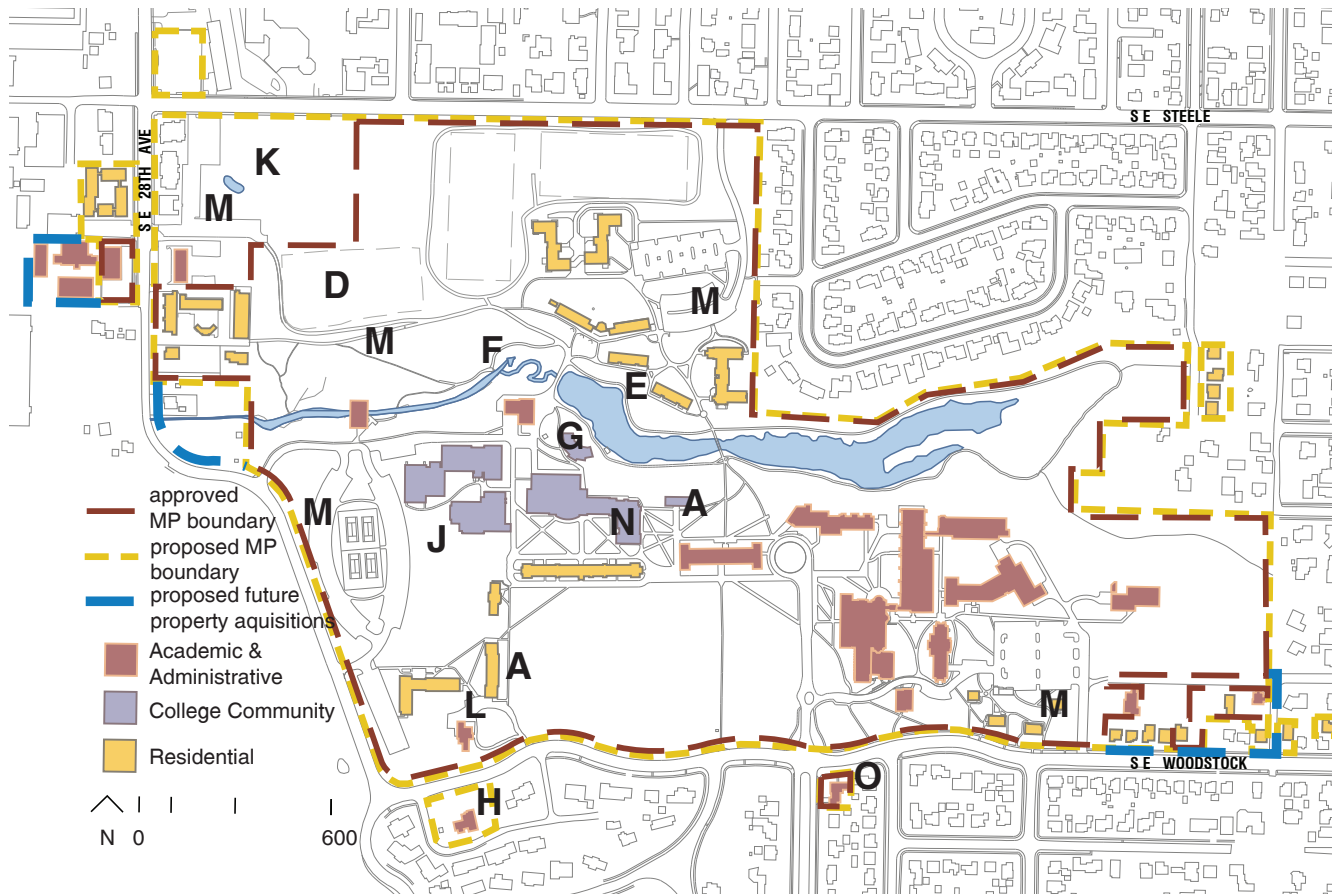 S E STEELE
S E 28TH AVE
K
M
D
M
M
F
E
G
A
N
J
M
approved
MP boundary
proposed MP
boundary
proposed future
property aquisitions
Academic &
Administrative
College Community
Residential
A
L
M
S E WOODSTOCK
O
H
N 0 600